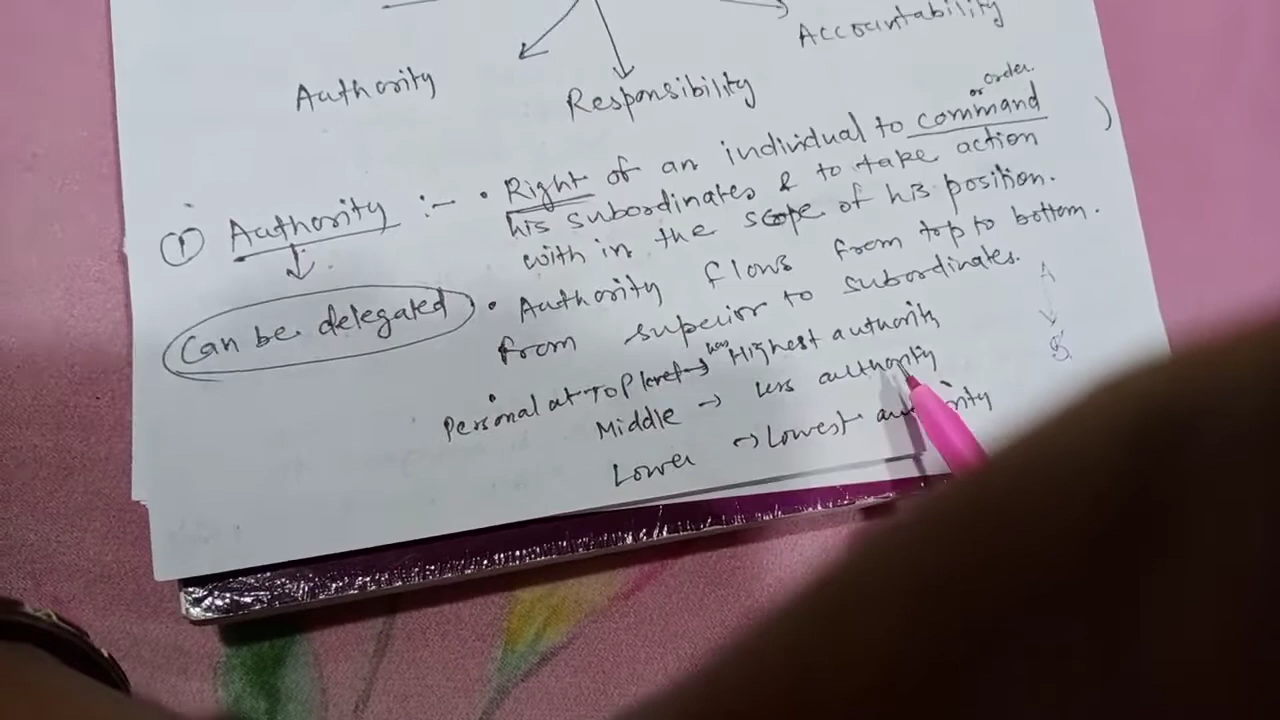 Accountability
Authority
Responsibility
or order.
① Authority :- • Right of an individual to command )
his subordinates & to take action
with in the scope of his position.
Can be delegated
• Authority flows from top to bottom.
from superior to subordinates.
Personal at Top level → has Highest authority
Middle → less authority
Lower → Lowest authority
A
S